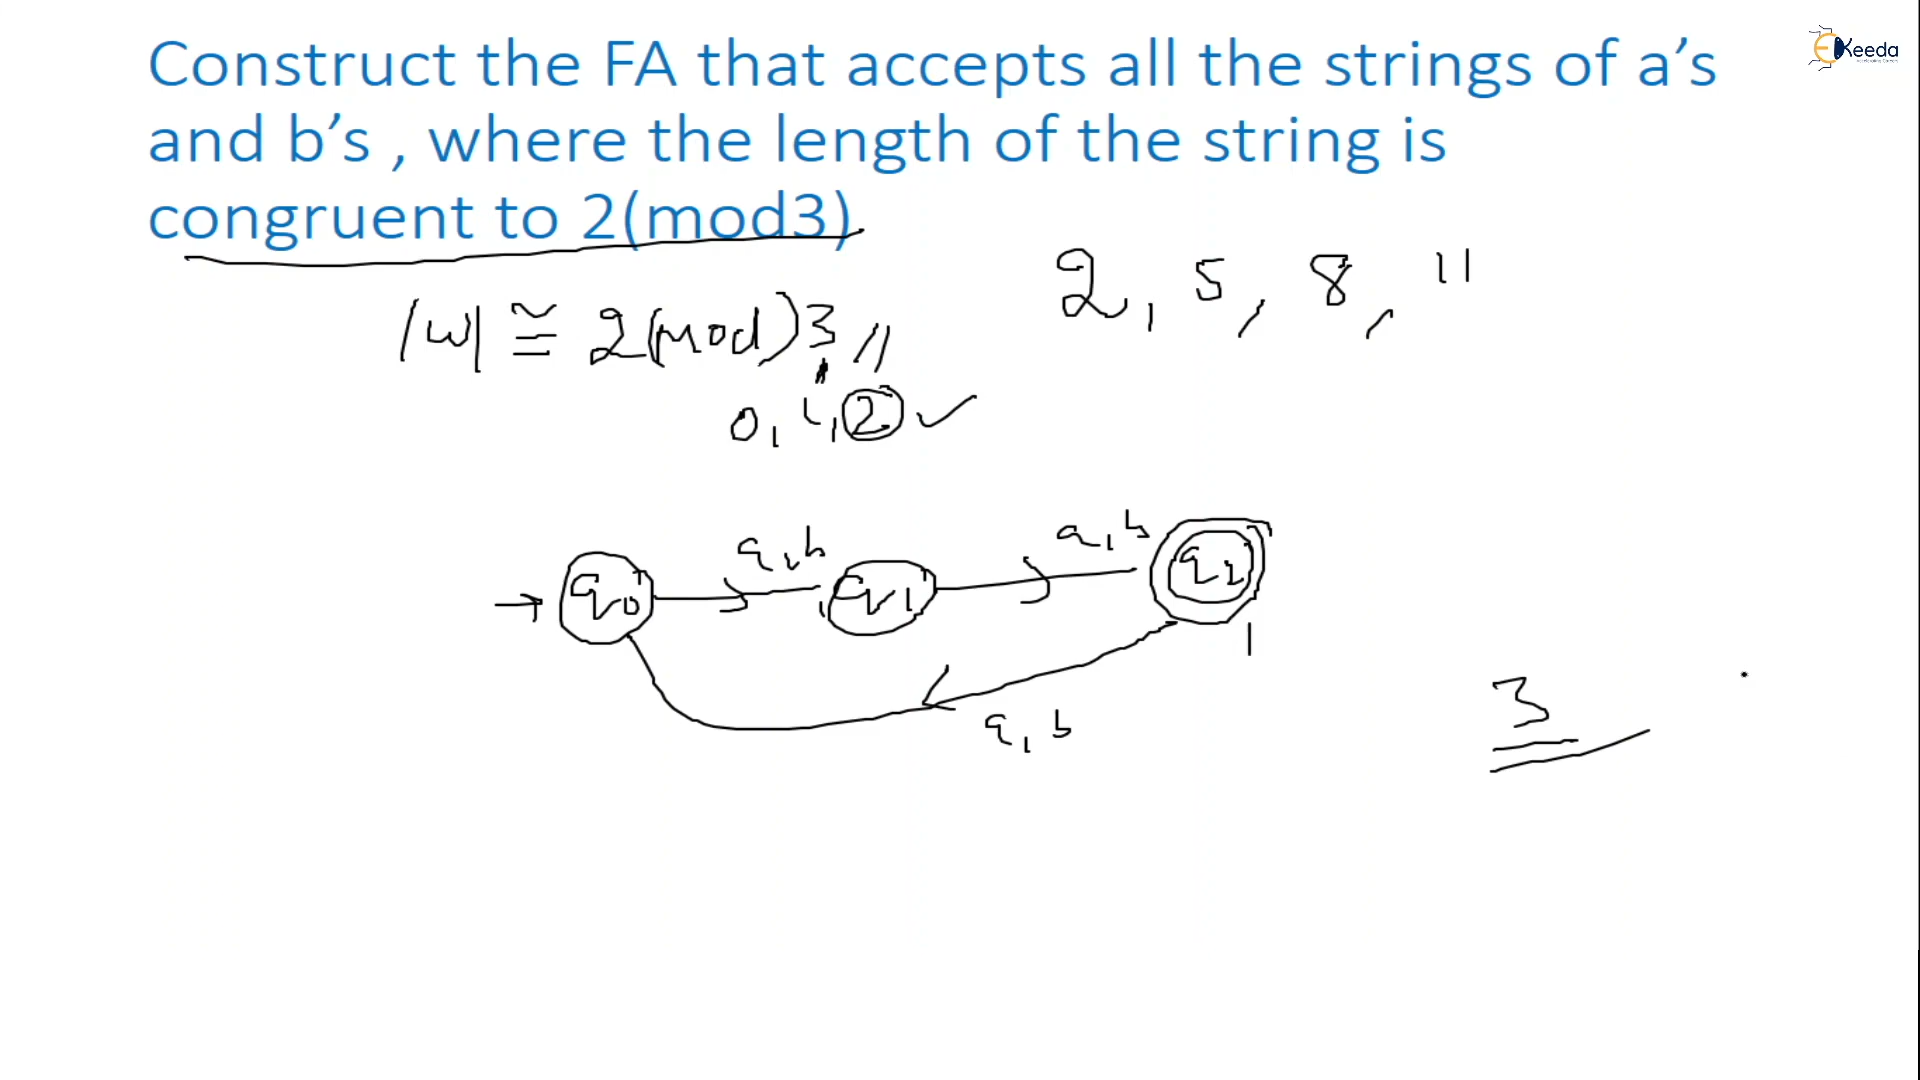 Construct the FA that accepts all the strings of a’s
and b’s , where the length of the string is
congruent to 2(mod3).
EKeeda
2, 5, 8, 11
|w| ≅ 2(mod)3 //
0, 1, 2 ✓
a, b
a, b
→ q0
q1
q2
a, b
3